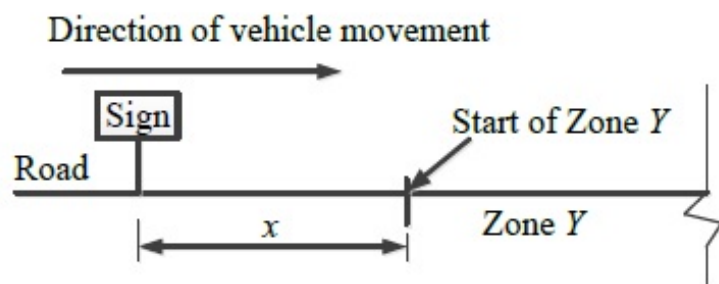 Direction of vehicle movement
Sign
Start of Zone Y
Road
x
Zone Y